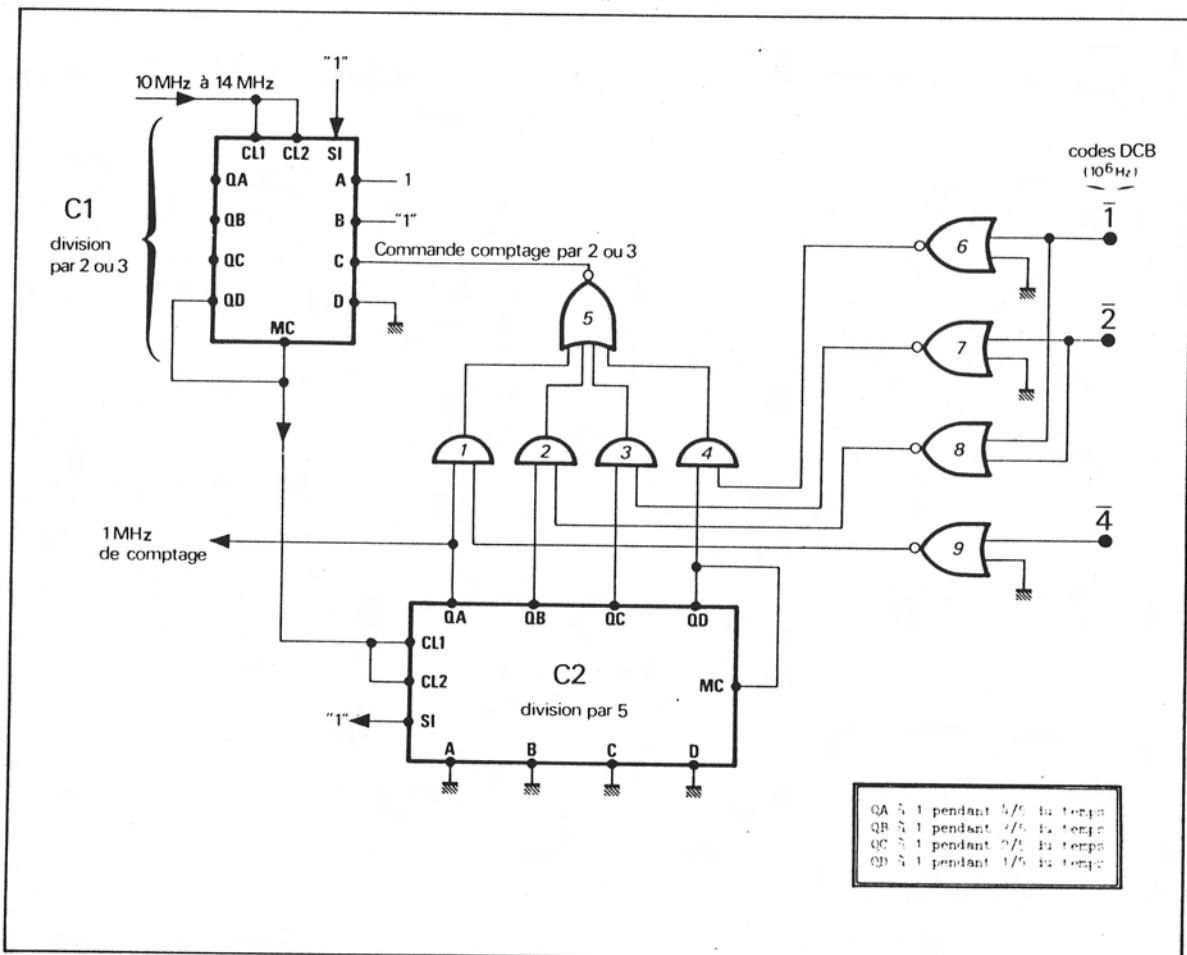 "1"
10 MHz à 14 MHz
CL1 CL2 SI
QA A 1
QB B "1"
QC C
QD D
MC
C1
division
par 2 ou 3
Commande comptage par 2 ou 3
codes DCB
(10⁶Hz)
1̅
2̅
4̅
6
7
8
9
5
1 2 3 4
1 MHz
de comptage
QA QB QC QD
CL1
CL2
SI
"1"
C2
division par 5
MC
A B C D
QA à 1 pendant 4/5 du temps
QB à 1 pendant /5 du temps
QC à 1 pendant 2/5 du temps
QD à 1 pendant 1/5 du temps